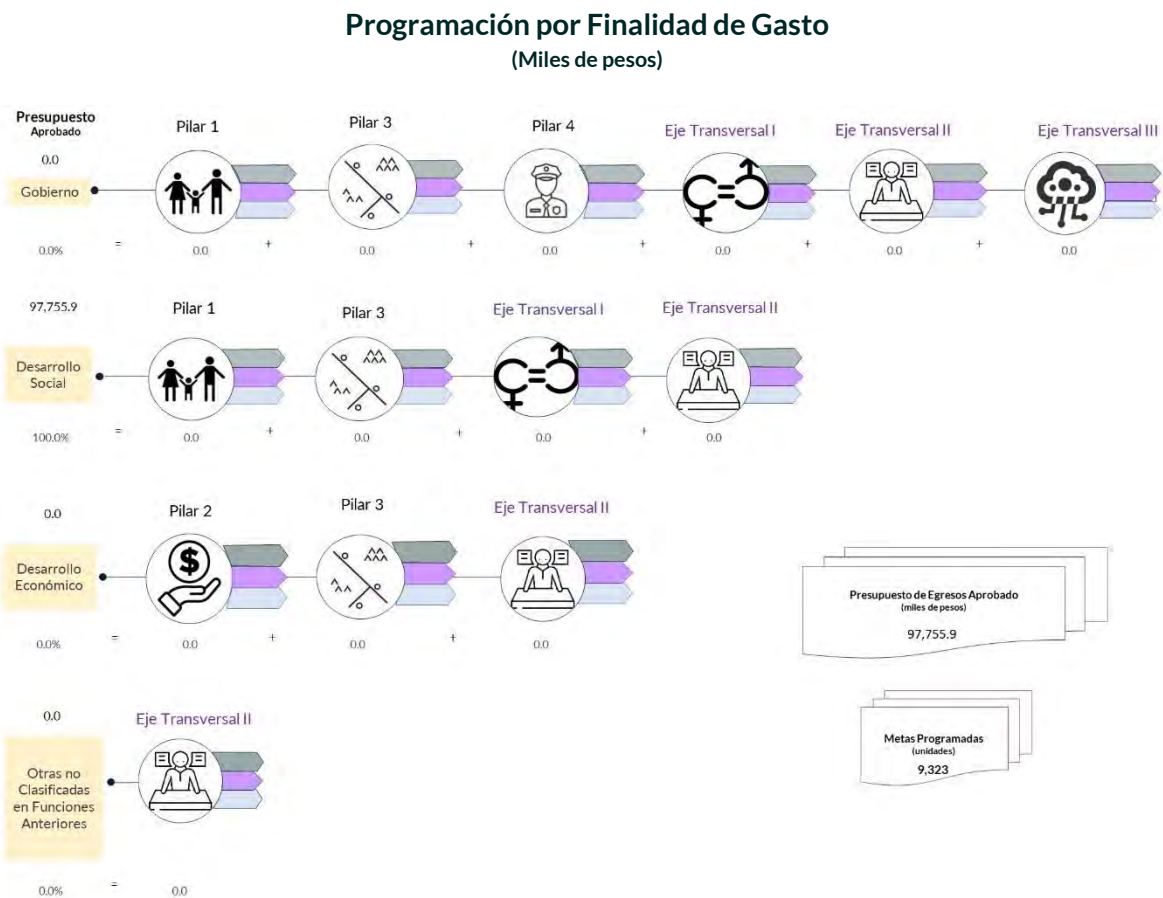 Programación por Finalidad de Gasto
(Miles de pesos)
Presupuesto
Aprobado
Pilar 1
Pilar 3
Pilar 4
Eje Transversal I
Eje Transversal II
Eje Transversal III
0.0
Gobierno
0.0%
=
0.0
+
0.0
+
0.0
+
0.0
+
0.0
+
0.0
97,755.9
Pilar 1
Pilar 3
Eje Transversal I
Eje Transversal II
Desarrollo
Social
100.0%
=
0.0
+
0.0
+
0.0
+
0.0
0.0
Pilar 2
Pilar 3
Eje Transversal II
Desarrollo
Económico
0.0%
=
0.0
+
0.0
+
0.0
Presupuesto de Egresos Aprobado
(miles de pesos)
97,755.9
Metas Programadas
(unidades)
9,323
0.0
Eje Transversal II
Otras no
Clasificadas
en Funciones
Anteriores
0.0%
=
0.0